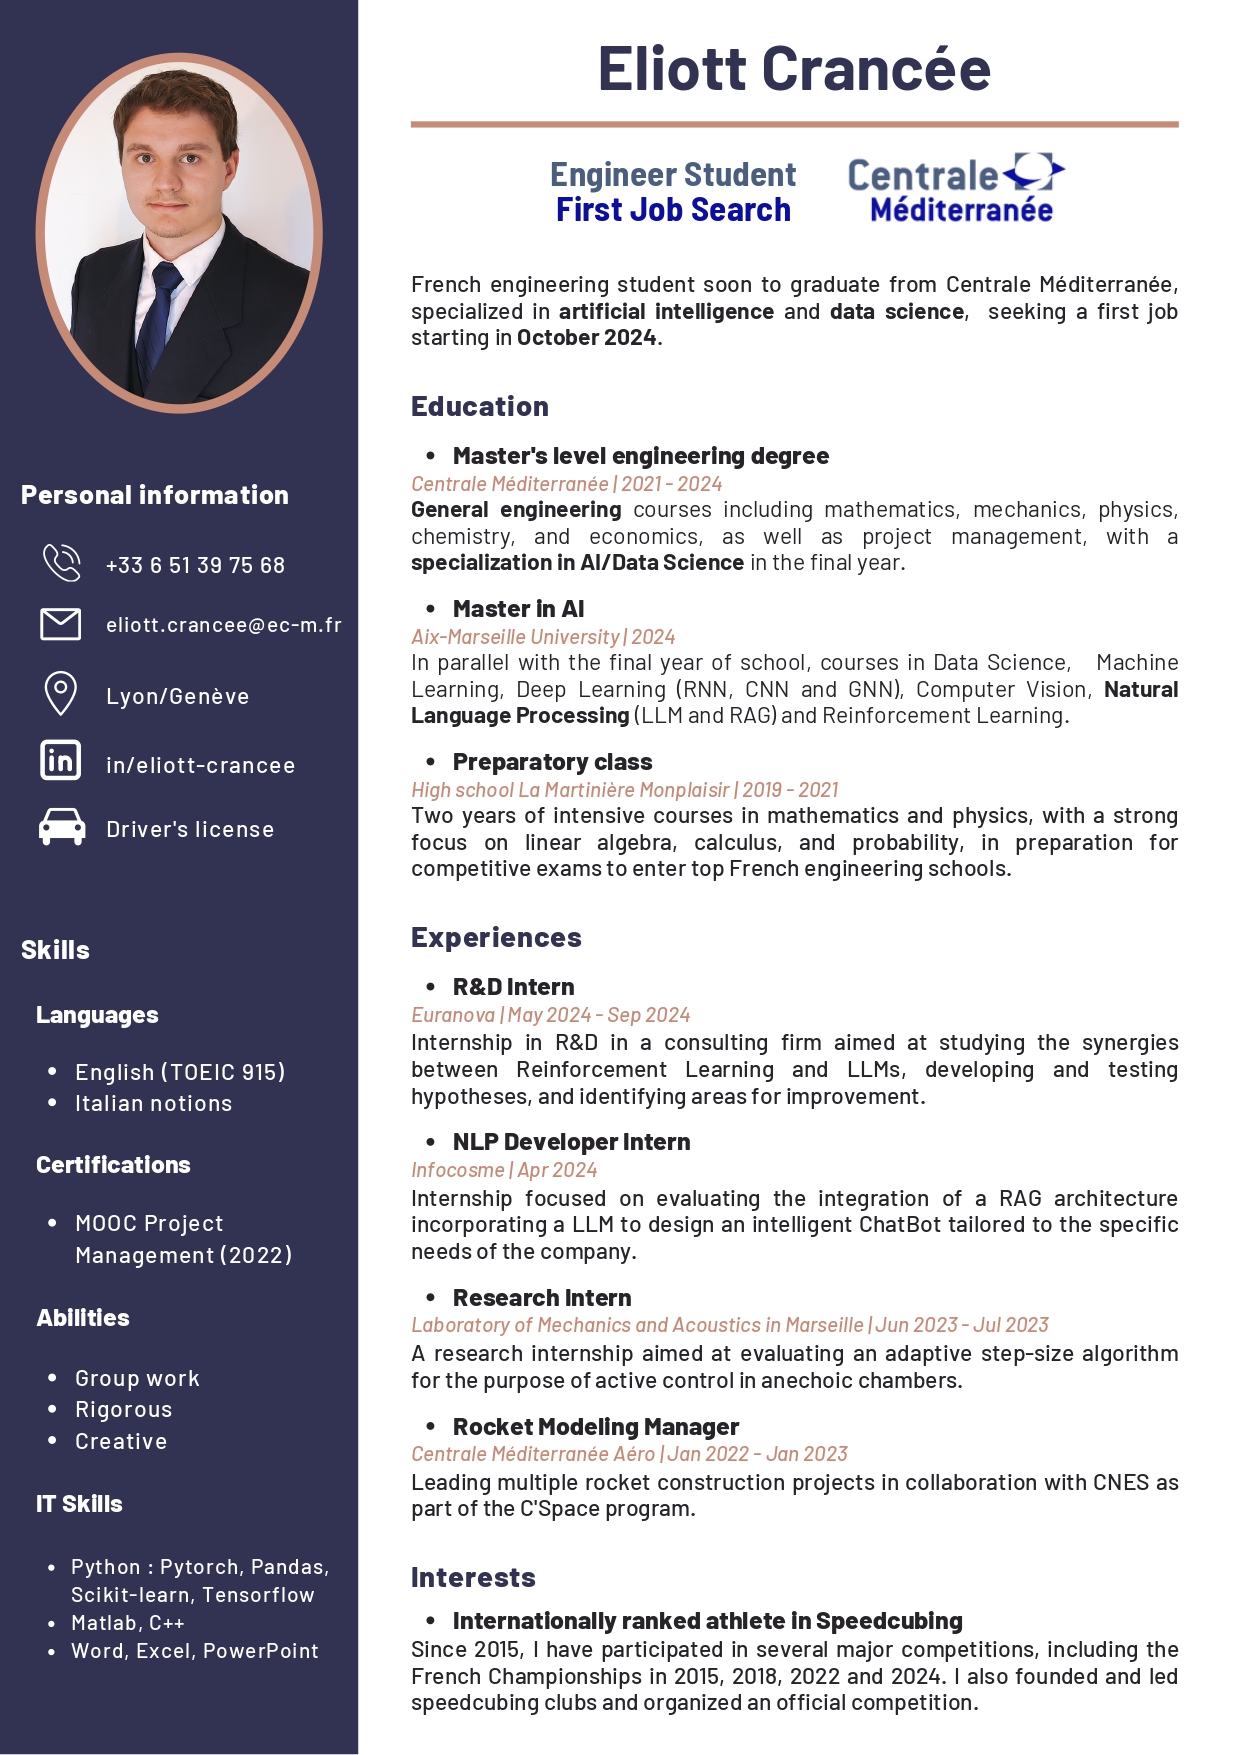 Eliott Crancée
Engineer Student
First Job Search
Centrale
Méditerranée
French engineering student soon to graduate from Centrale Méditerranée,
specialized in artificial intelligence and data science, seeking a first job
starting in October 2024.
Education
• Master's level engineering degree
Centrale Méditerranée | 2021 - 2024
General engineering courses including mathematics, mechanics, physics,
chemistry, and economics, as well as project management, with a
specialization in AI/Data Science in the final year.
• Master in AI
Aix-Marseille University | 2024
In parallel with the final year of school, courses in Data Science, Machine
Learning, Deep Learning (RNN, CNN and GNN), Computer Vision, Natural
Language Processing (LLM and RAG) and Reinforcement Learning.
• Preparatory class
High school La Martinière Monplaisir | 2019 - 2021
Two years of intensive courses in mathematics and physics, with a strong
focus on linear algebra, calculus, and probability, in preparation for
competitive exams to enter top French engineering schools.
Experiences
• R&D Intern
Euranova | May 2024 - Sep 2024
Internship in R&D in a consulting firm aimed at studying the synergies
between Reinforcement Learning and LLMs, developing and testing
hypotheses, and identifying areas for improvement.
• NLP Developer Intern
Infocosme | Apr 2024
Internship focused on evaluating the integration of a RAG architecture
incorporating a LLM to design an intelligent ChatBot tailored to the specific
needs of the company.
• Research Intern
Laboratory of Mechanics and Acoustics in Marseille | Jun 2023 - Jul 2023
A research internship aimed at evaluating an adaptive step-size algorithm
for the purpose of active control in anechoic chambers.
• Rocket Modeling Manager
Centrale Méditerranée Aéro | Jan 2022 - Jan 2023
Leading multiple rocket construction projects in collaboration with CNES as
part of the C'Space program.
Interests
• Internationally ranked athlete in Speedcubing
Since 2015, I have participated in several major competitions, including the
French Championships in 2015, 2018, 2022 and 2024. I also founded and led
speedcubing clubs and organized an official competition.
Personal information
+33 6 51 39 75 68
eliott.crancee@ec-m.fr
Lyon/Genève
in
in/eliott-crancee
Driver's license
Skills
Languages
• English (TOEIC 915)
• Italian notions
Certifications
• MOOC Project
Management (2022)
Abilities
• Group work
• Rigorous
• Creative
IT Skills
• Python : Pytorch, Pandas,
Scikit-learn, Tensorflow
• Matlab, C++
• Word, Excel, PowerPoint